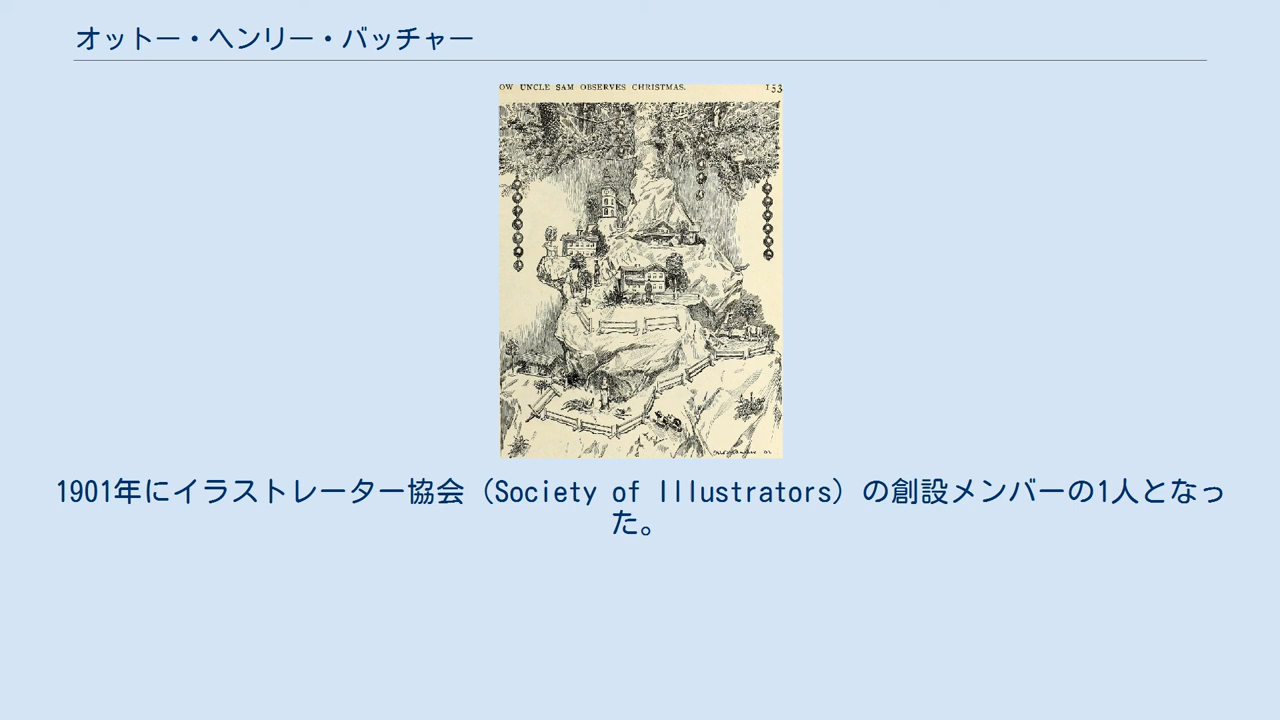 オットー・ヘンリー・バッチャー
OW UNCLE SAM OBSERVES CHRISTMAS. 153
1901年にイラストレーター協会（Society of Illustrators）の創設メンバーの1人となっ
た。